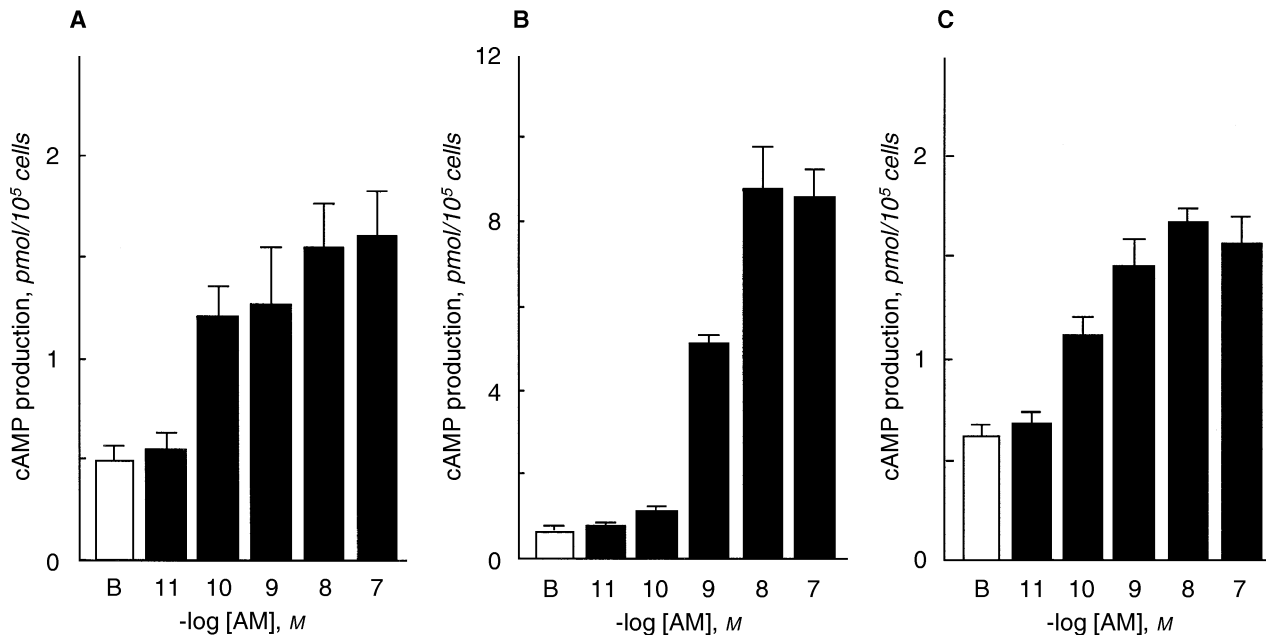 A
cAMP production, pmol/10⁵ cells
2
1
0
B 11 10 9 8 7
-log [AM], M
B
cAMP production, pmol/10⁵ cells
12
8
4
0
B 11 10 9 8 7
-log [AM], M
C
cAMP production, pmol/10⁵ cells
2
1
0
B 11 10 9 8 7
-log [AM], M